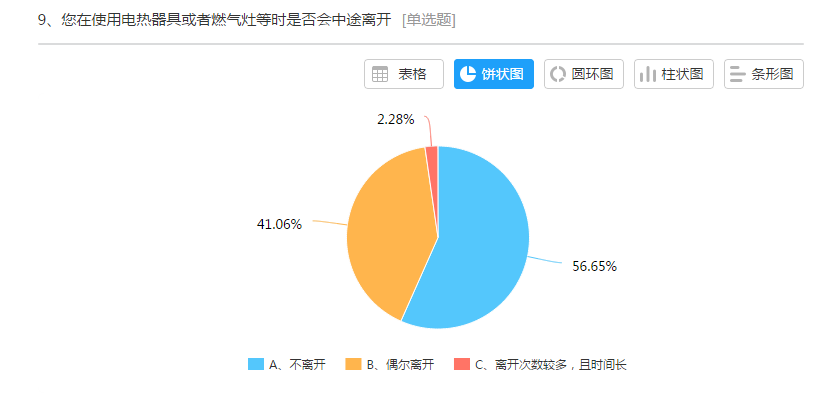 9、您在使用电热器具或者燃气灶等时是否会中途离开 [单选题]
表格 饼状图 圆环图 柱状图 条形图
2.28%
41.06%
56.65%
A、不离开 B、偶尔离开 C、离开次数较多，且时间长